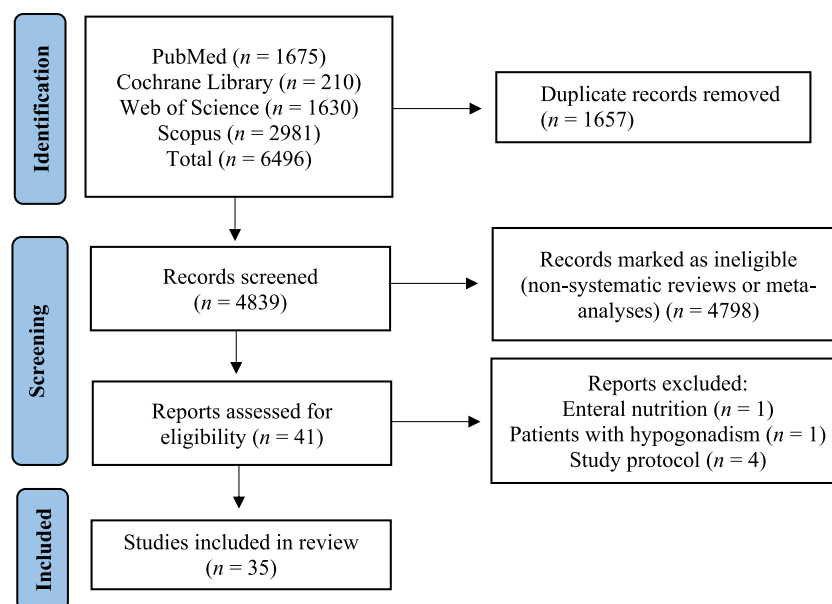 Identification
PubMed (n = 1675)
Cochrane Library (n = 210)
Web of Science (n = 1630)
Scopus (n = 2981)
Total (n = 6496)
Duplicate records removed
(n = 1657)
Screening
Records screened
(n = 4839)
Records marked as ineligible
(non-systematic reviews or meta-
analyses) (n = 4798)
Reports assessed for
eligibility (n = 41)
Reports excluded:
Enteral nutrition (n = 1)
Patients with hypogonadism (n = 1)
Study protocol (n = 4)
Included
Studies included in review
(n = 35)